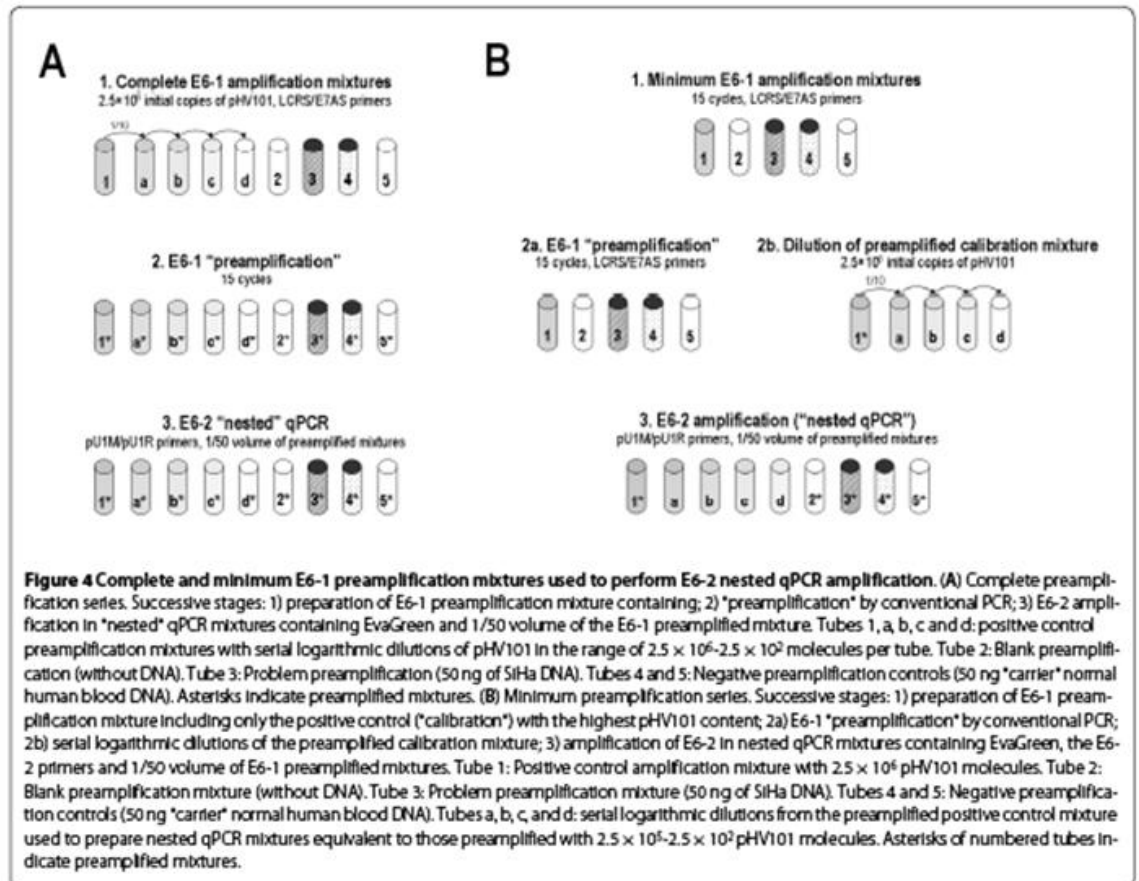 A
B
1. Complete E6-1 amplification mixtures
2.5*10⁶ initial copies of pHV101, LCRS/E7AS primers
1/10
1 a b c d 2 3 4 5
2. E6-1 "preamplification"
15 cycles
1* a* b* c* d* 2* 3* 4* 5*
3. E6-2 "nested" qPCR
pU1M/pU1R primers, 1/50 volume of preamplified mixtures
1* a* b* c* d* 2* 3* 4* 5*
1. Minimum E6-1 amplification mixtures
15 cycles, LCRS/E7AS primers
1 2 3 4 5
2a. E6-1 "preamplification"
15 cycles, LCRS/E7AS primers
1 2 3 4 5
2b. Dilution of preamplified calibration mixture
2.5*10⁶ initial copies of pHV101
1/10
1* a b c d
3. E6-2 amplification ("nested qPCR")
pU1M/pU1R primers, 1/50 volume of preamplified mixtures
1* a b c d 2* 3* 4* 5*
Figure 4 Complete and minimum E6-1 preamplification mixtures used to perform E6-2 nested qPCR amplification. (A) Complete preampli-
fication series. Successive stages: 1) preparation of E6-1 preamplification mixture containing; 2) "preamplification" by conventional PCR; 3) E6-2 ampli-
fication in "nested" qPCR mixtures containing EvaGreen and 1/50 volume of the E6-1 preamplified mixture. Tubes 1, a, b, c and d: positive control
preamplification mixtures with serial logarithmic dilutions of pHV101 in the range of 2.5 × 10⁶-2.5 × 10² molecules per tube. Tube 2: Blank preamplifi-
cation (without DNA). Tube 3: Problem preamplification (50 ng of SiHa DNA). Tubes 4 and 5: Negative preamplification controls (50 ng "carrier" normal
human blood DNA). Asterisks indicate preamplified mixtures. (B) Minimum preamplification series. Successive stages: 1) preparation of E6-1 pream-
plification mixture including only the positive control ("calibration") with the highest pHV101 content; 2a) E6-1 "preamplification" by conventional PCR;
2b) serial logarithmic dilutions of the preamplified calibration mixture; 3) amplification of E6-2 in nested qPCR mixtures containing EvaGreen, the E6-
2 primers and 1/50 volume of E6-1 preamplified mixtures. Tube 1: Positive control amplification mixture with 2.5 × 10⁶ pHV101 molecules. Tube 2:
Blank preamplification mixture (without DNA). Tube 3: Problem preamplification mixture (50 ng of SiHa DNA). Tubes 4 and 5: Negative preamplifica-
tion controls (50 ng "carrier" normal human blood DNA). Tubes a, b, c, and d: serial logarithmic dilutions from the preamplified positive control mixture
used to prepare nested qPCR mixtures equivalent to those preamplified with 2.5 × 10⁵-2.5 × 10² pHV101 molecules. Asterisks of numbered tubes in-
dicate preamplified mixtures.